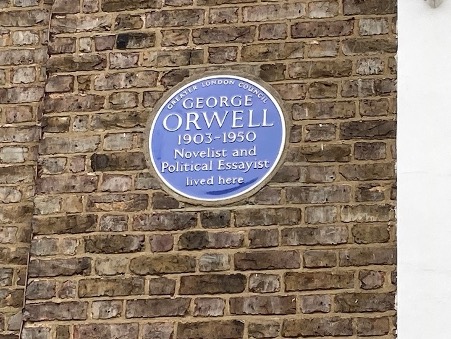 GREATER LONDON COUNCIL
GEORGE
ORWELL
1903-1950
Novelist and
Political Essayist
lived here